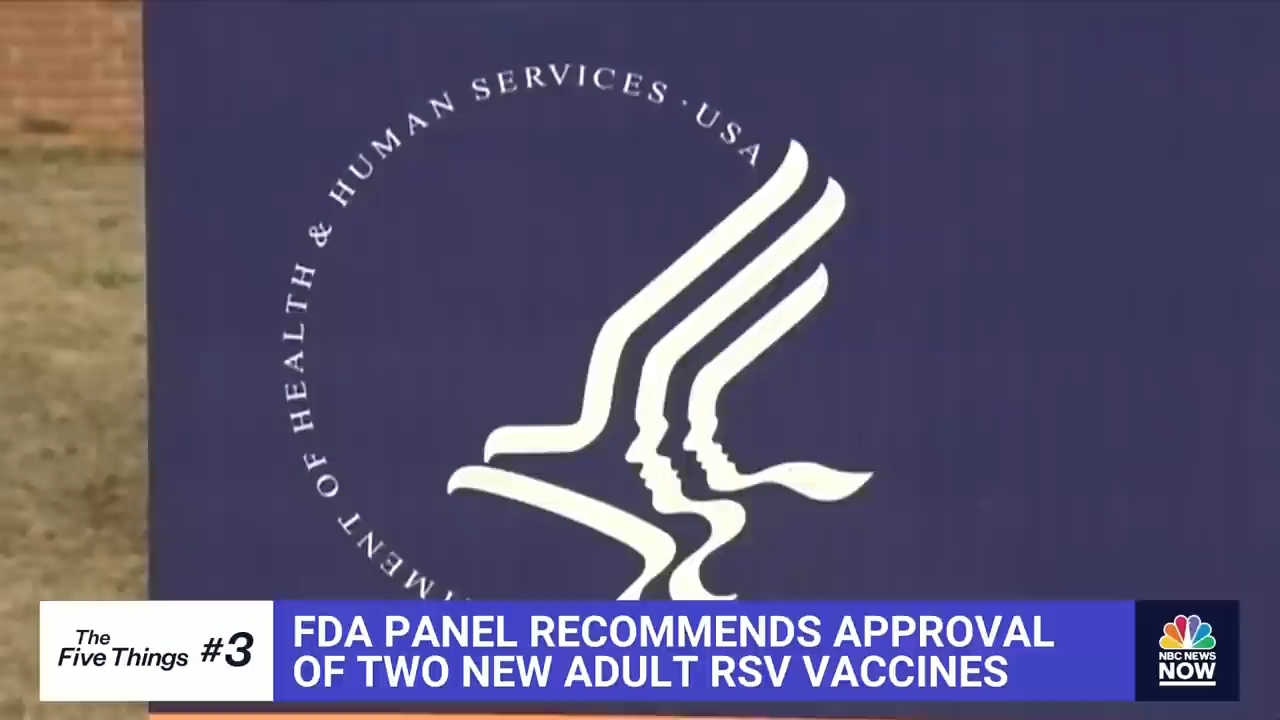 OF HEALTH & HUMAN SERVICES · USA
The
Five Things #3
FDA PANEL RECOMMENDS APPROVAL
OF TWO NEW ADULT RSV VACCINES
NBC NEWS
NOW